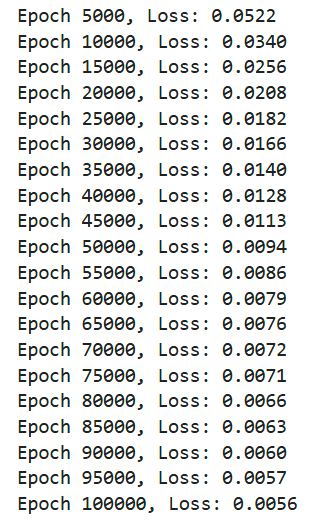 Epoch 5000, Loss: 0.0522
Epoch 10000, Loss: 0.0340
Epoch 15000, Loss: 0.0256
Epoch 20000, Loss: 0.0208
Epoch 25000, Loss: 0.0182
Epoch 30000, Loss: 0.0166
Epoch 35000, Loss: 0.0140
Epoch 40000, Loss: 0.0128
Epoch 45000, Loss: 0.0113
Epoch 50000, Loss: 0.0094
Epoch 55000, Loss: 0.0086
Epoch 60000, Loss: 0.0079
Epoch 65000, Loss: 0.0076
Epoch 70000, Loss: 0.0072
Epoch 75000, Loss: 0.0071
Epoch 80000, Loss: 0.0066
Epoch 85000, Loss: 0.0063
Epoch 90000, Loss: 0.0060
Epoch 95000, Loss: 0.0057
Epoch 100000, Loss: 0.0056